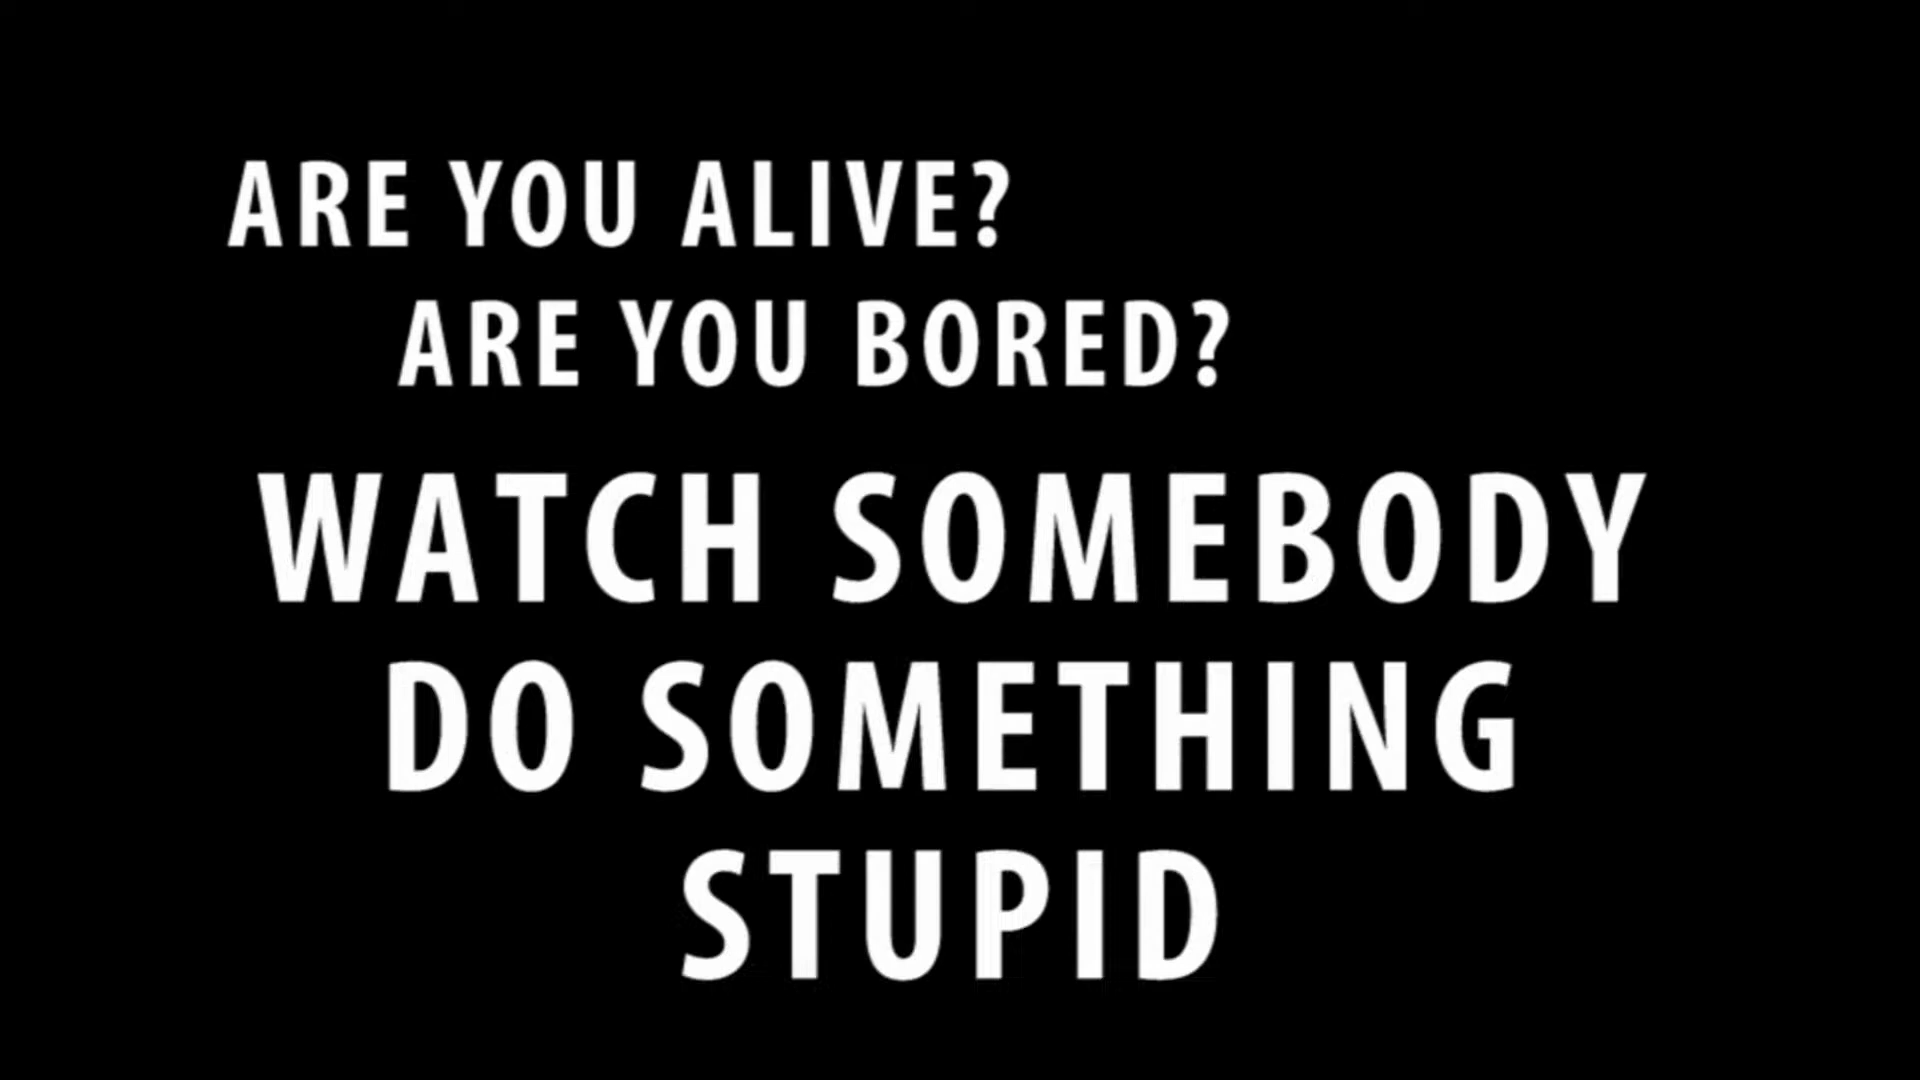 ARE YOU ALIVE?
ARE YOU BORED?
WATCH SOMEBODY
DO SOMETHING
STUPID